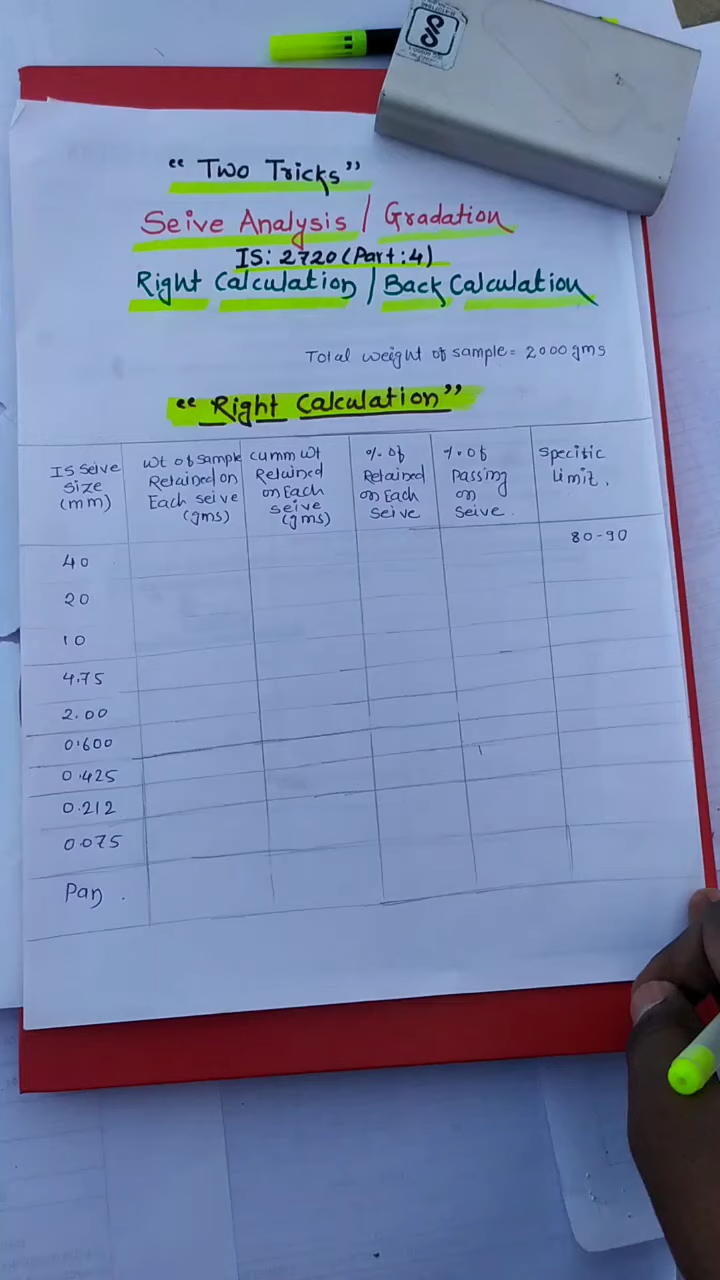 “ Two Tricks ”
Seive Analysis / Gradation
IS: 2720 (Part : 4)
Right Calculation / Back Calculation
Total weight of sample = 2000 gms
“ Right Calculation ”
IS Seive
Size
(mm)
Wt of Sample
Retained on
Each seive
(gms)
cumm wt
Retained
on Each
seive
(gms)
% of
Retained
on Each
Seive
% of
Passing
on
Seive.
Specific
Limit.
80-90
40
20
10
4.75
2.00
0.600
0.425
0.212
0.075
Pan .